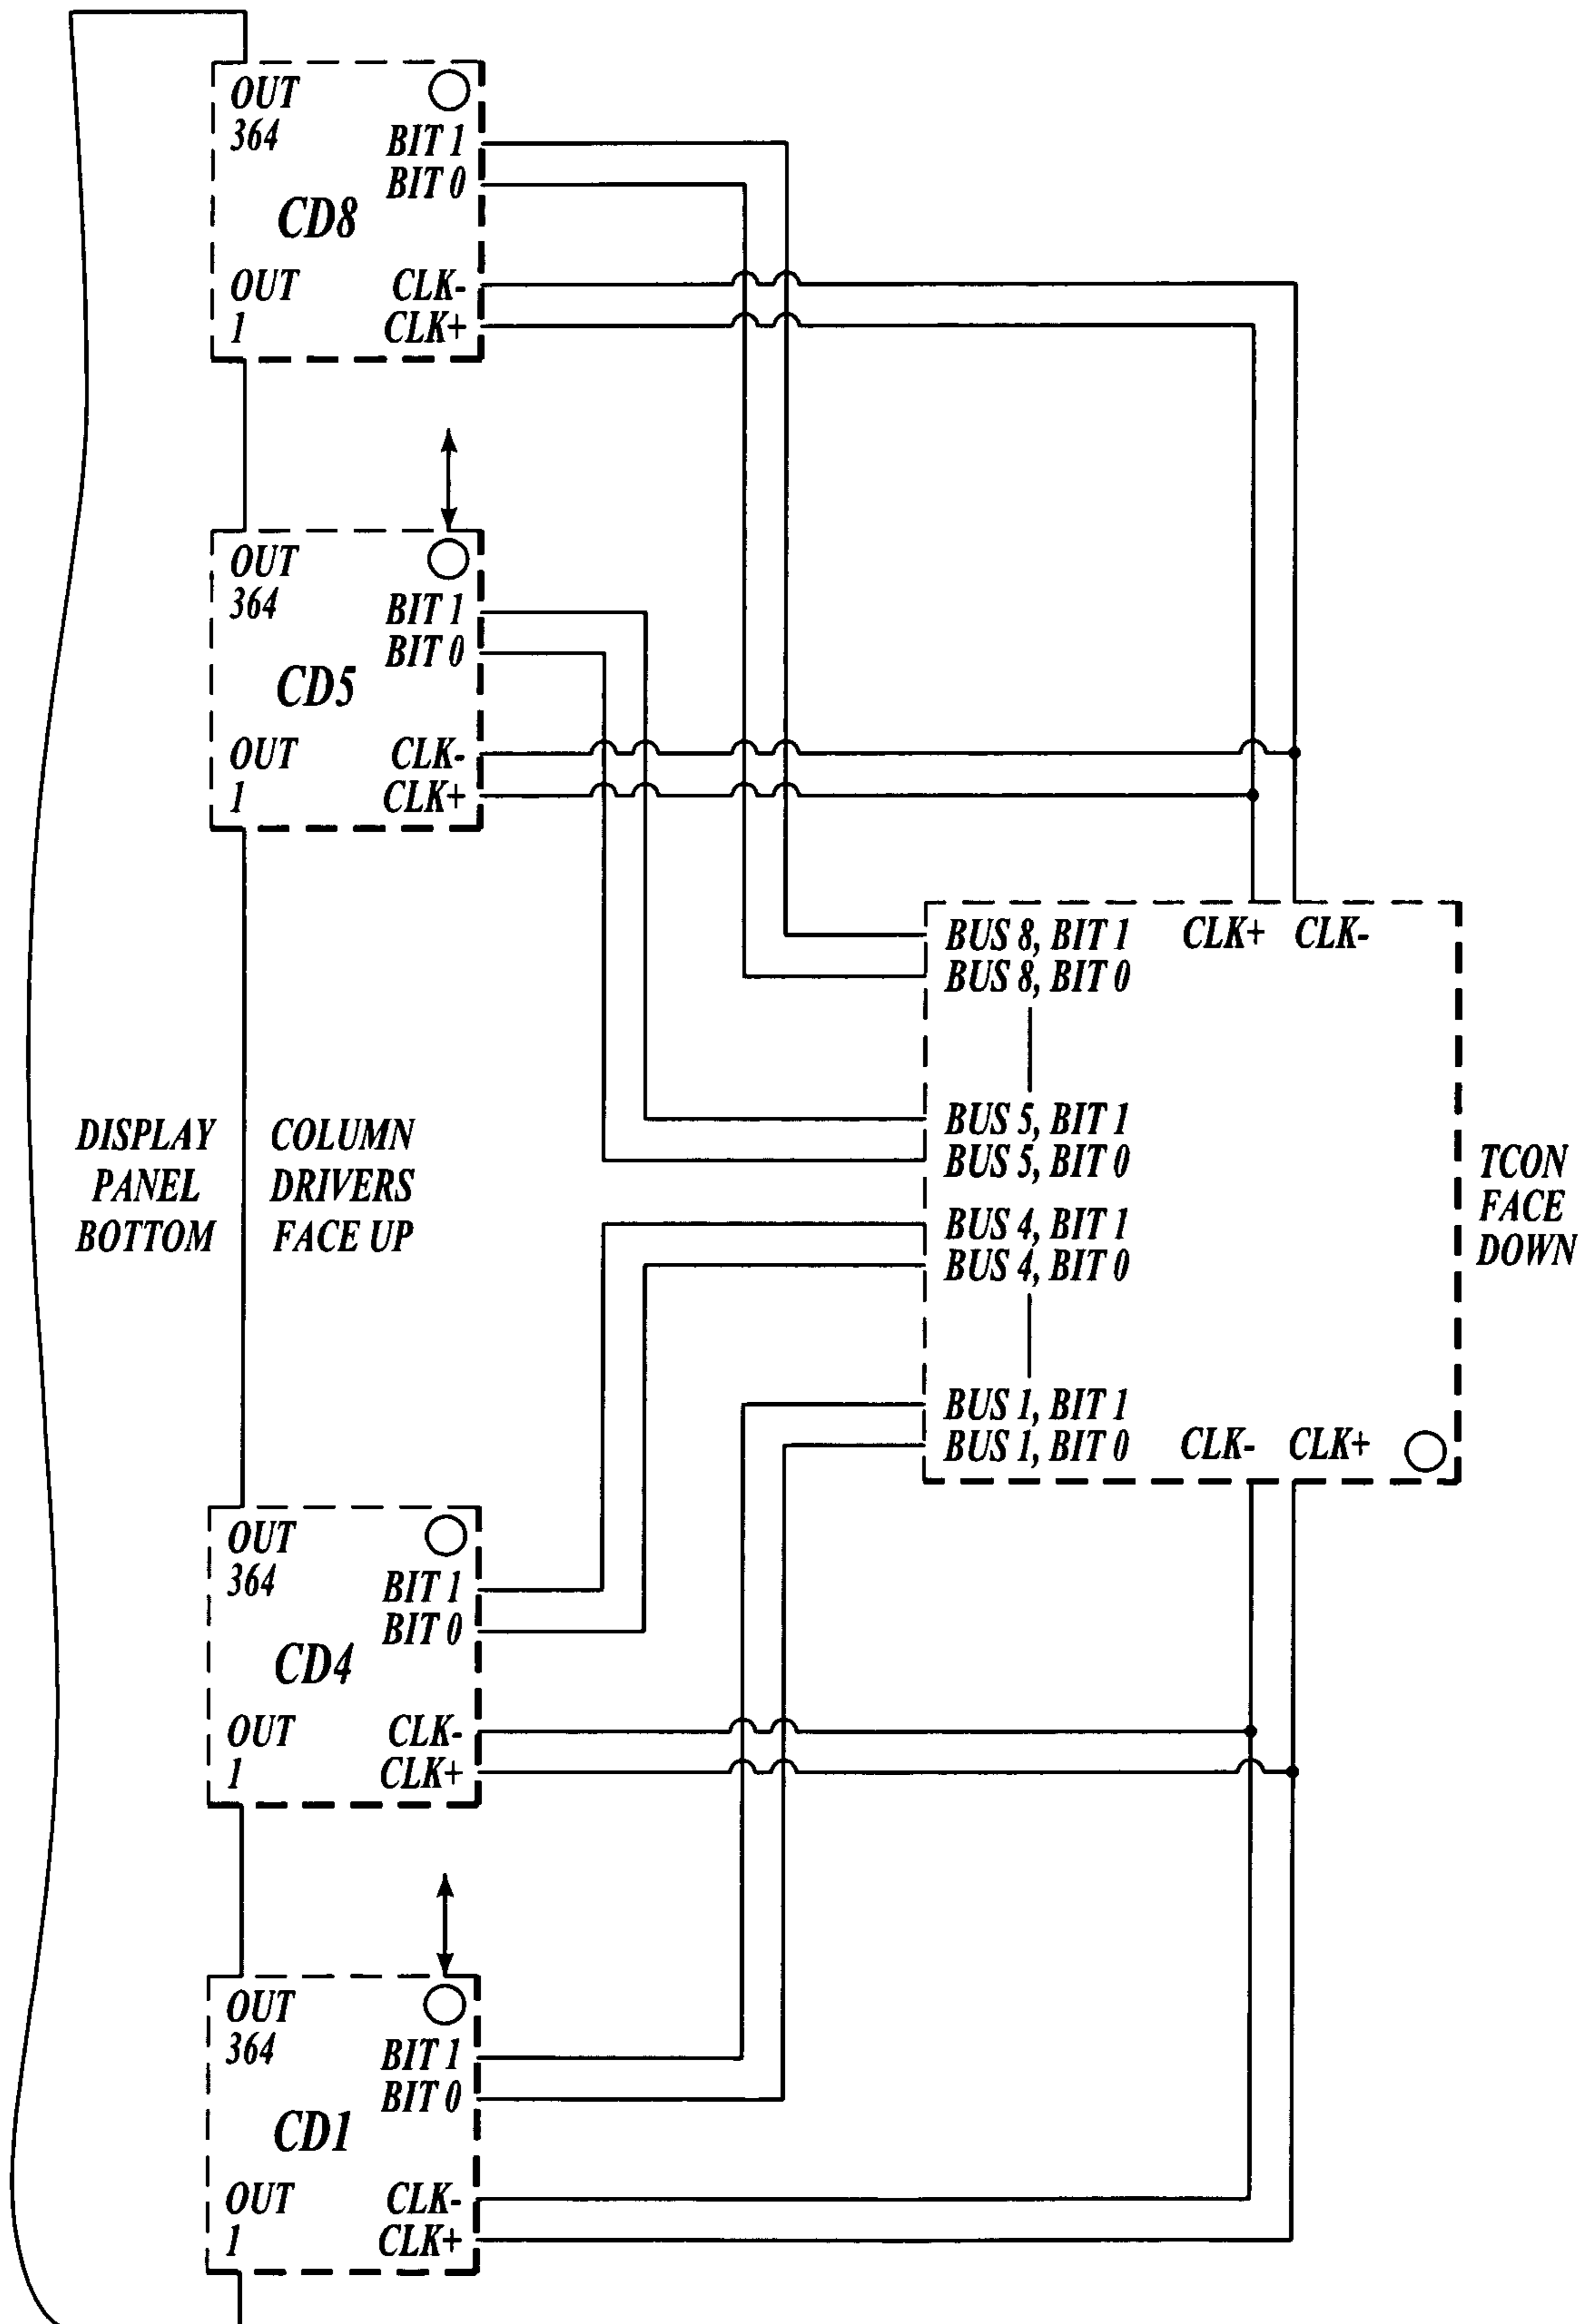 OUT
364
BIT 1
BIT 0
CD8
OUT
1
CLK-
CLK+
OUT
364
BIT 1
BIT 0
CD5
OUT
1
CLK-
CLK+
BUS 8, BIT 1
BUS 8, BIT 0
CLK+ CLK-
BUS 5, BIT 1
BUS 5, BIT 0
BUS 4, BIT 1
BUS 4, BIT 0
BUS 1, BIT 1
BUS 1, BIT 0
CLK- CLK+
DISPLAY
PANEL
BOTTOM
COLUMN
DRIVERS
FACE UP
TCON
FACE
DOWN
OUT
364
BIT 1
BIT 0
CD4
OUT
1
CLK-
CLK+
OUT
364
BIT 1
BIT 0
CD1
OUT
1
CLK-
CLK+